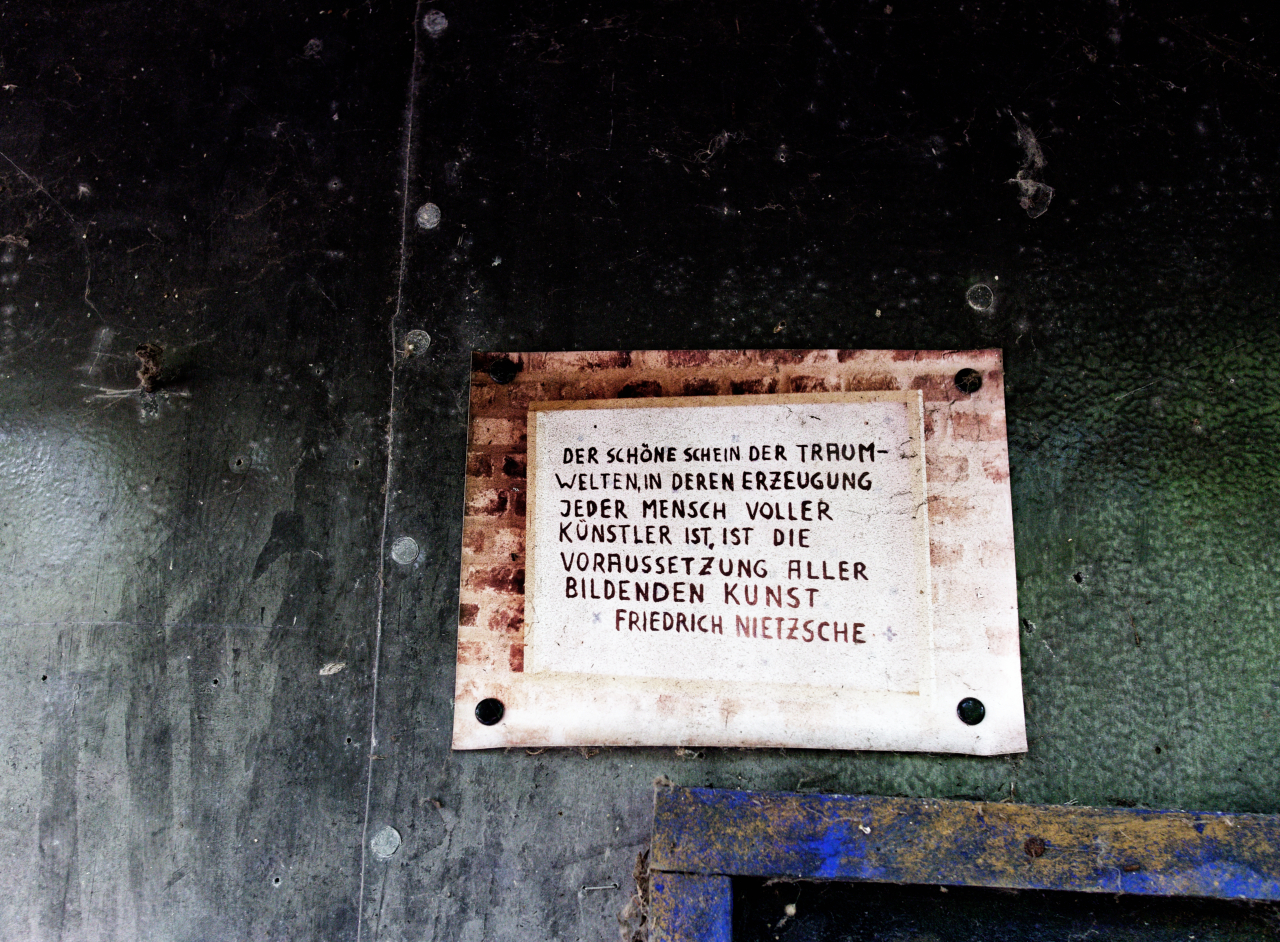 DER SCHÖNE SCHEIN DER TRAUM-
WELTEN, IN DEREN ERZEUGUNG
JEDER MENSCH VOLLER
KÜNSTLER IST, IST DIE
VORAUSSETZUNG ALLER
BILDENDEN KUNST
FRIEDRICH NIETZSCHE